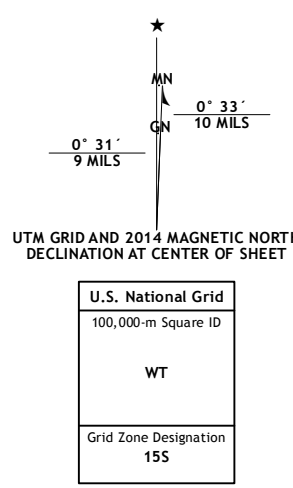 ★
MN
GN
0° 33´
10 MILS
0° 31´
9 MILS
UTM GRID AND 2014 MAGNETIC NORT
DECLINATION AT CENTER OF SHEET
U.S. National Grid
100,000-m Square ID
WT
Grid Zone Designation
15S